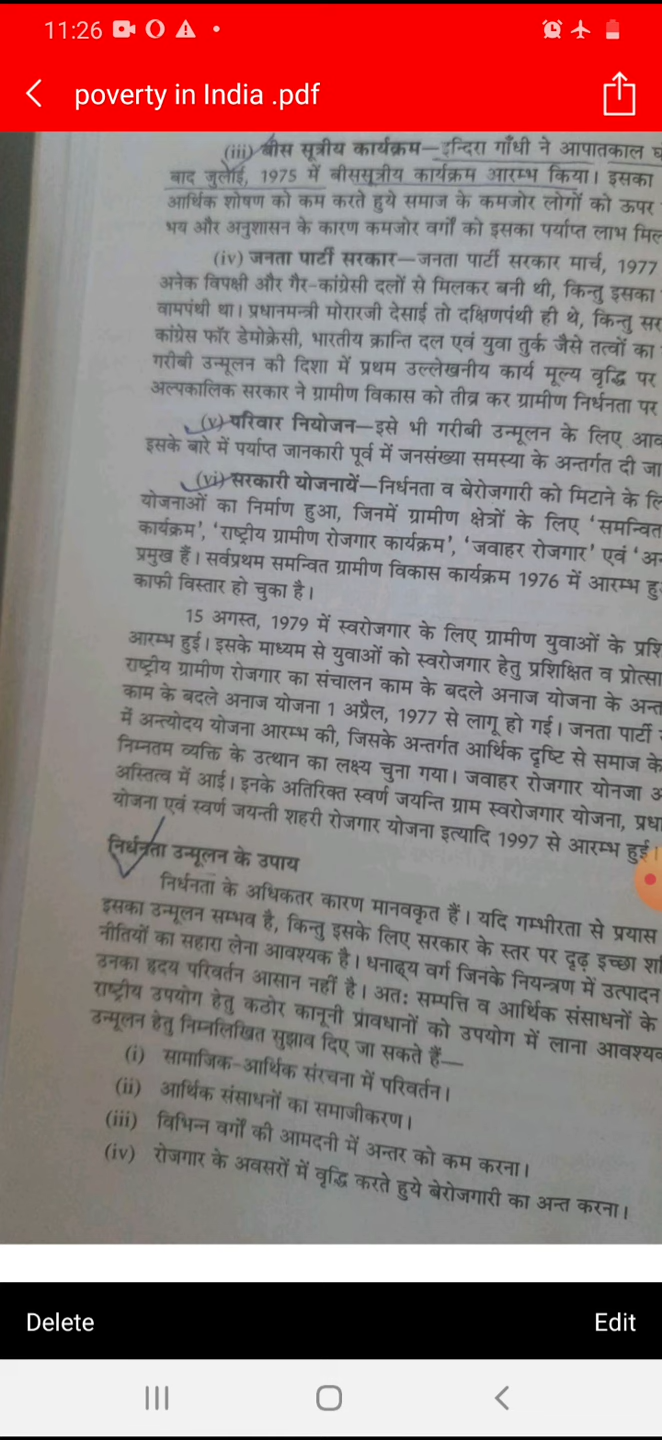 11:26
poverty in India .pdf
(iii) बीस सूत्रीय कार्यक्रम—इन्दिरा गाँधी ने आपातकाल
बाद जुलाई, 1975 में बीससूत्रीय कार्यक्रम आरम्भ किया। इसका
आर्थिक शोषण को कम करते हुये समाज के कमजोर लोगों को ऊपर
भय और अनुशासन के कारण कमजोर वर्गों को इसका पर्याप्त लाभ मिल
(iv) जनता पार्टी सरकार—जनता पार्टी सरकार मार्च, 1977
अनेक विपक्षी और गैर-कांग्रेसी दलों से मिलकर बनी थी, किन्तु इसका
वामपंथी था। प्रधानमन्त्री मोरारजी देसाई तो दक्षिणपंथी ही थे, किन्तु सर
कांग्रेस फॉर डेमोक्रेसी, भारतीय क्रान्ति दल एवं युवा तुर्क जैसे तत्वों का
गरीबी उन्मूलन की दिशा में प्रथम उल्लेखनीय कार्य मूल्य वृद्धि पर
अल्पकालिक सरकार ने ग्रामीण विकास को तीव्र कर ग्रामीण निर्धनता पर
(v) परिवार नियोजन—इसे भी गरीबी उन्मूलन के लिए आव
इसके बारे में पर्याप्त जानकारी पूर्व में जनसंख्या समस्या के अन्तर्गत दी जा
(vi) सरकारी योजनायें—निर्धनता व बेरोजगारी को मिटाने के लि
योजनाओं का निर्माण हुआ, जिनमें ग्रामीण क्षेत्रों के लिए ‘समन्वित
कार्यक्रम’, ‘राष्ट्रीय ग्रामीण रोजगार कार्यक्रम’, ‘जवाहर रोजगार’ एवं ‘अ
प्रमुख हैं। सर्वप्रथम समन्वित ग्रामीण विकास कार्यक्रम 1976 में आरम्भ हु
काफी विस्तार हो चुका है।
15 अगस्त, 1979 में स्वरोजगार के लिए ग्रामीण युवाओं के प्रशि
आरम्भ हुई। इसके माध्यम से युवाओं को स्वरोजगार हेतु प्रशिक्षित व प्रोत्सा
राष्ट्रीय ग्रामीण रोजगार का संचालन काम के बदले अनाज योजना के अन्त
काम के बदले अनाज योजना 1 अप्रैल, 1977 से लागू हो गई। जनता पार्टी
में अन्त्योदय योजना आरम्भ की, जिसके अन्तर्गत आर्थिक दृष्टि से समाज के
निम्नतम व्यक्ति के उत्थान का लक्ष्य चुना गया। जवाहर रोजगार योनजा
अस्तित्व में आई। इनके अतिरिक्त स्वर्ण जयन्ति ग्राम स्वरोजगार योजना, प्रधा
योजना एवं स्वर्ण जयन्ती शहरी रोजगार योजना इत्यादि 1997 से आरम्भ हुई।
निर्धनता उन्मूलन के उपाय
निर्धनता के अधिकतर कारण मानवकृत हैं। यदि गम्भीरता से प्रयास
इसका उन्मूलन सम्भव है, किन्तु इसके लिए सरकार के स्तर पर दृढ़ इच्छा श
नीतियों का सहारा लेना आवश्यक है। धनाढ्य वर्ग जिनके नियन्त्रण में उत्पादन
उनका हृदय परिवर्तन आसान नहीं है। अतः सम्पत्ति व आर्थिक संसाधनों के
राष्ट्रीय उपयोग हेतु कठोर कानूनी प्रावधानों को उपयोग में लाना आवश्यक
उन्मूलन हेतु निम्नलिखित सुझाव दिए जा सकते हैं—
(i) सामाजिक-आर्थिक संरचना में परिवर्तन।
(ii) आर्थिक संसाधनों का समाजीकरण।
(iii) विभिन्न वर्गों की आमदनी में अन्तर को कम करना।
(iv) रोजगार के अवसरों में वृद्धि करते हुये बेरोजगारी का अन्त करना।
Delete
Edit